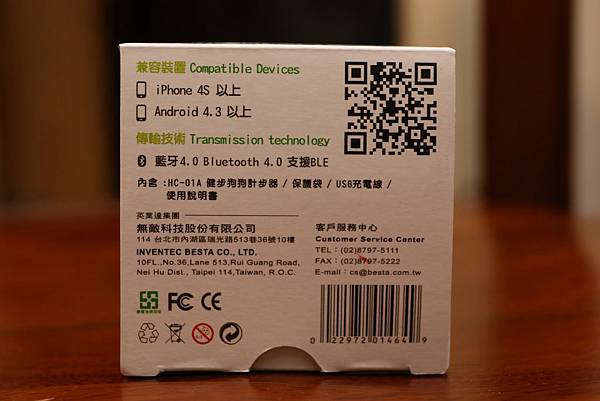 兼容裝置 Compatible Devices
iPhone 4S 以上
Android 4.3 以上
傳輸技術 Transmission technology
藍牙4.0 Bluetooth 4.0 支援BLE
內含:HC-01A 健步狗狗計步器 / 保護袋 / USB充電線 /
使用說明書
英業達集團
無敵科技股份有限公司
114 台北市內湖區瑞光路513巷36號10樓
INVENTEC BESTA CO., LTD.
10FL.,No.36,Lane 513,Rui Guang Road,
Nei Hu Dist., Taipei 114,Taiwan, R.O.C.
客戶服務中心
Customer Service Center
TEL:(02)8797-5111
FAX:(02)8797-5222
E-mail:cs@besta.com.tw
FC CE
0 22972 01464 9